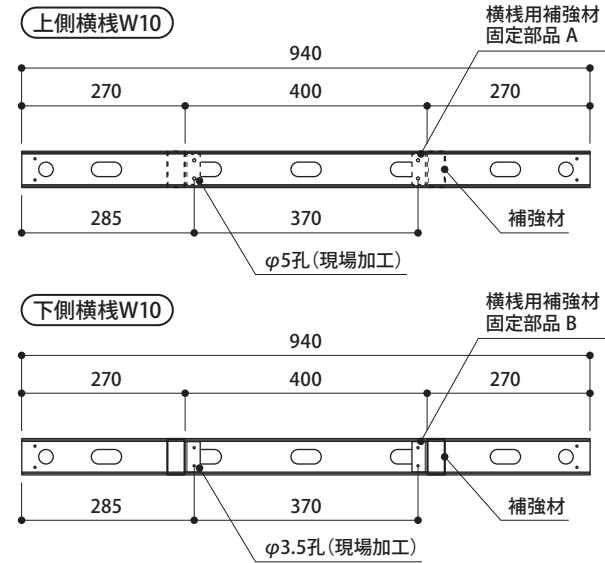 上側横桟W10
横桟用補強材
固定部品 A
940
270
400
270
285
370
補強材
φ5孔（現場加工）
下側横桟W10
横桟用補強材
固定部品 B
940
270
400
270
285
370
補強材
φ3.5孔（現場加工）